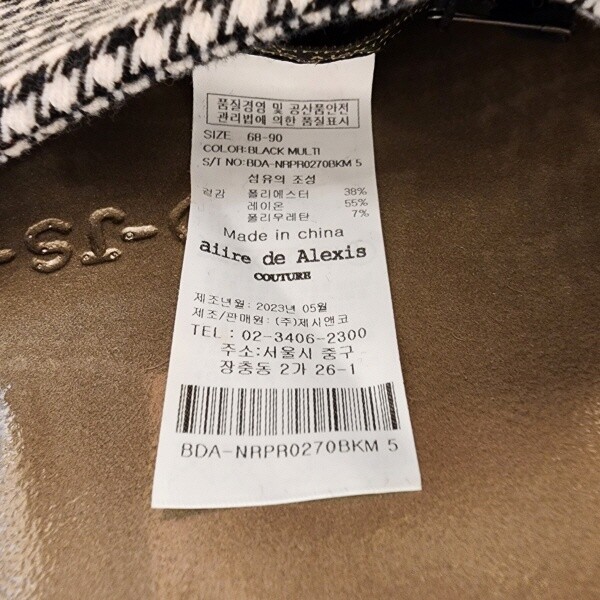 품질경영 및 공산품안전
관리법에 의한 품질표시
SIZE 68-90
COLOR:BLACK MULTI
S/T NO:BDA-NRPR0270BKM 5
섬유의 조성
겉감 폴리에스터 38%
레이온 55%
폴리우레탄 7%
Made in china
aiire de Alexis
COUTURE
제조년월: 2023년 05월
제조/판매원: (주)제시앤코
TEL : 02-3406-2300
주소:서울시 중구
장충동 2가 26-1
BDA-NRPR0270BKM 5